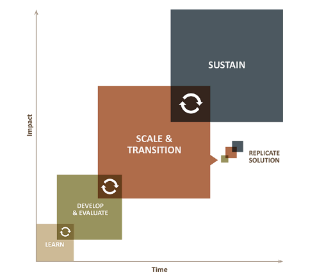 SUSTAIN
SCALE &
TRANSITION
REPLICATE
SOLUTION
DEVELOP
& EVALUATE
LEARN
Impact
Time